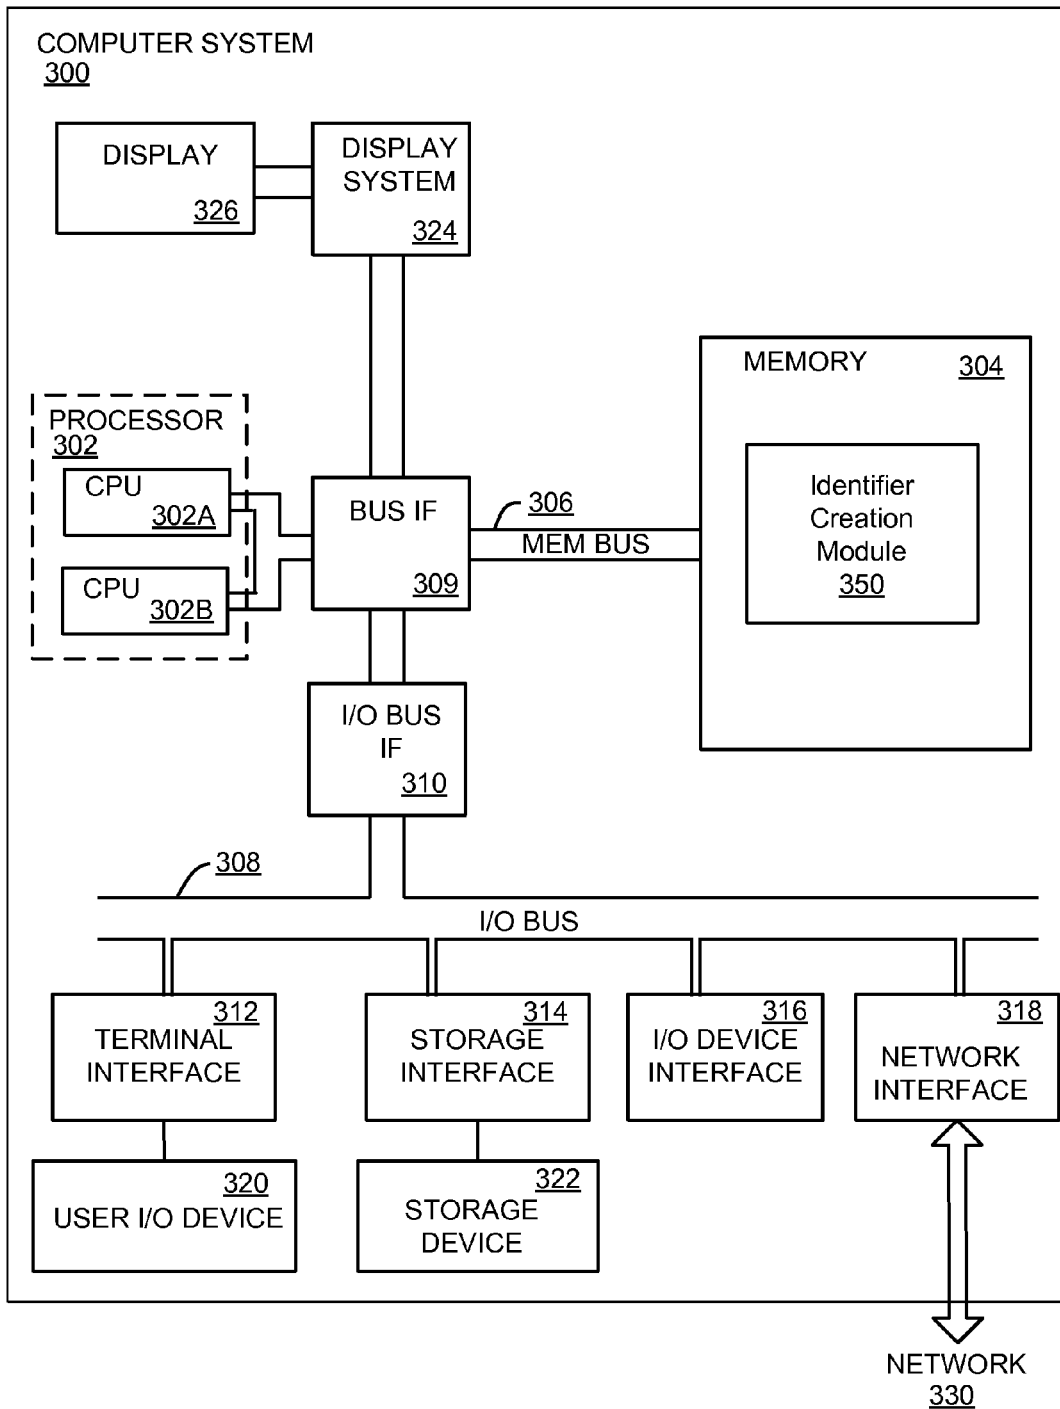 COMPUTER SYSTEM
300
DISPLAY
326
DISPLAY
SYSTEM
324
MEMORY
304
PROCESSOR
302
CPU
302A
CPU
302B
BUS IF
309
306
MEM BUS
Identifier
Creation
Module
350
I/O BUS
IF
310
308
I/O BUS
312
TERMINAL
INTERFACE
314
STORAGE
INTERFACE
316
I/O DEVICE
INTERFACE
318
NETWORK
INTERFACE
320
USER I/O DEVICE
322
STORAGE
DEVICE
NETWORK
330